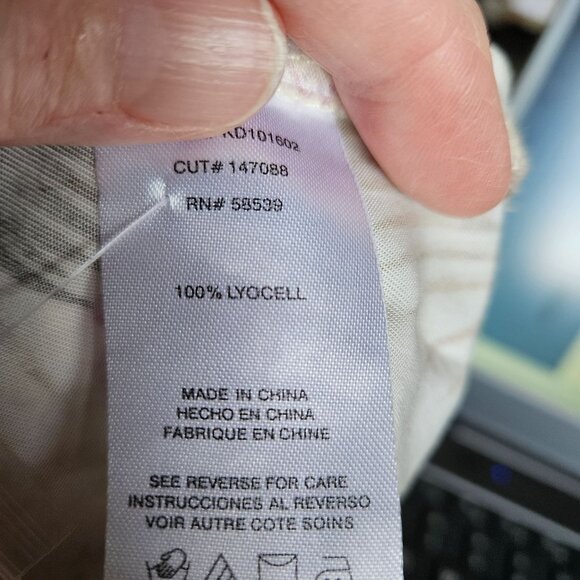 KD101602
CUT# 147088
RN# 58539
100% LYOCELL
MADE IN CHINA
HECHO EN CHINA
FABRIQUE EN CHINE
SEE REVERSE FOR CARE
INSTRUCCIONES AL REVERSO
VOIR AUTRE COTE SOINS